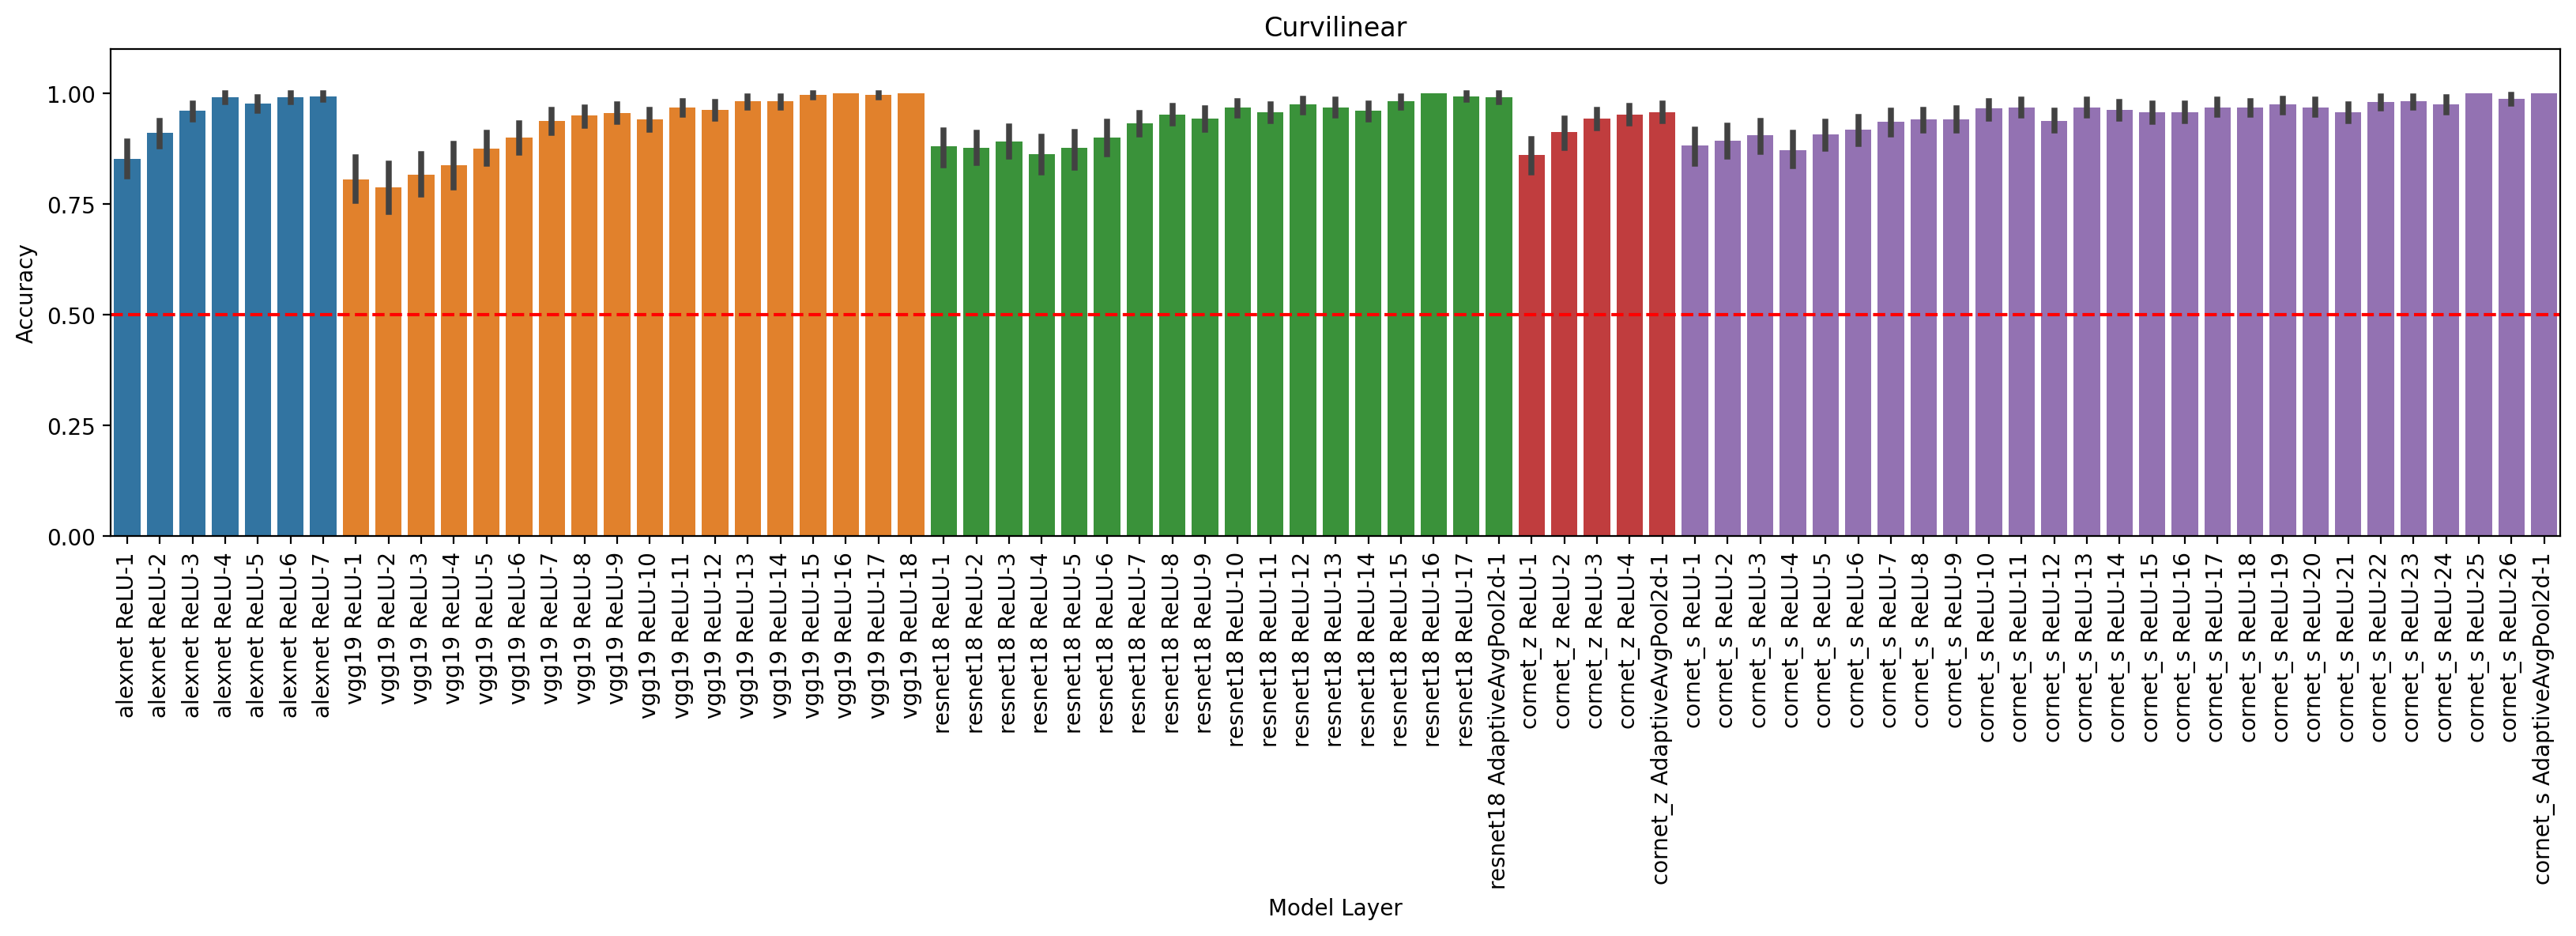 Curvilinear
Accuracy
1.00
0.75
0.50
0.25
0.00
alexnet ReLU-1
alexnet ReLU-2
alexnet ReLU-3
alexnet ReLU-4
alexnet ReLU-5
alexnet ReLU-6
alexnet ReLU-7
vgg19 ReLU-1
vgg19 ReLU-2
vgg19 ReLU-3
vgg19 ReLU-4
vgg19 ReLU-5
vgg19 ReLU-6
vgg19 ReLU-7
vgg19 ReLU-8
vgg19 ReLU-9
vgg19 ReLU-10
vgg19 ReLU-11
vgg19 ReLU-12
vgg19 ReLU-13
vgg19 ReLU-14
vgg19 ReLU-15
vgg19 ReLU-16
vgg19 ReLU-17
vgg19 ReLU-18
resnet18 ReLU-1
resnet18 ReLU-2
resnet18 ReLU-3
resnet18 ReLU-4
resnet18 ReLU-5
resnet18 ReLU-6
resnet18 ReLU-7
resnet18 ReLU-8
resnet18 ReLU-9
resnet18 ReLU-10
resnet18 ReLU-11
resnet18 ReLU-12
resnet18 ReLU-13
resnet18 ReLU-14
resnet18 ReLU-15
resnet18 ReLU-16
resnet18 ReLU-17
resnet18 AdaptiveAvgPool2d-1
cornet_z ReLU-1
cornet_z ReLU-2
cornet_z ReLU-3
cornet_z ReLU-4
cornet_z AdaptiveAvgPool2d-1
cornet_s ReLU-1
cornet_s ReLU-2
cornet_s ReLU-3
cornet_s ReLU-4
cornet_s ReLU-5
cornet_s ReLU-6
cornet_s ReLU-7
cornet_s ReLU-8
cornet_s ReLU-9
cornet_s ReLU-10
cornet_s ReLU-11
cornet_s ReLU-12
cornet_s ReLU-13
cornet_s ReLU-14
cornet_s ReLU-15
cornet_s ReLU-16
cornet_s ReLU-17
cornet_s ReLU-18
cornet_s ReLU-19
cornet_s ReLU-20
cornet_s ReLU-21
cornet_s ReLU-22
cornet_s ReLU-23
cornet_s ReLU-24
cornet_s ReLU-25
cornet_s ReLU-26
cornet_s AdaptiveAvgPool2d-1
Model Layer